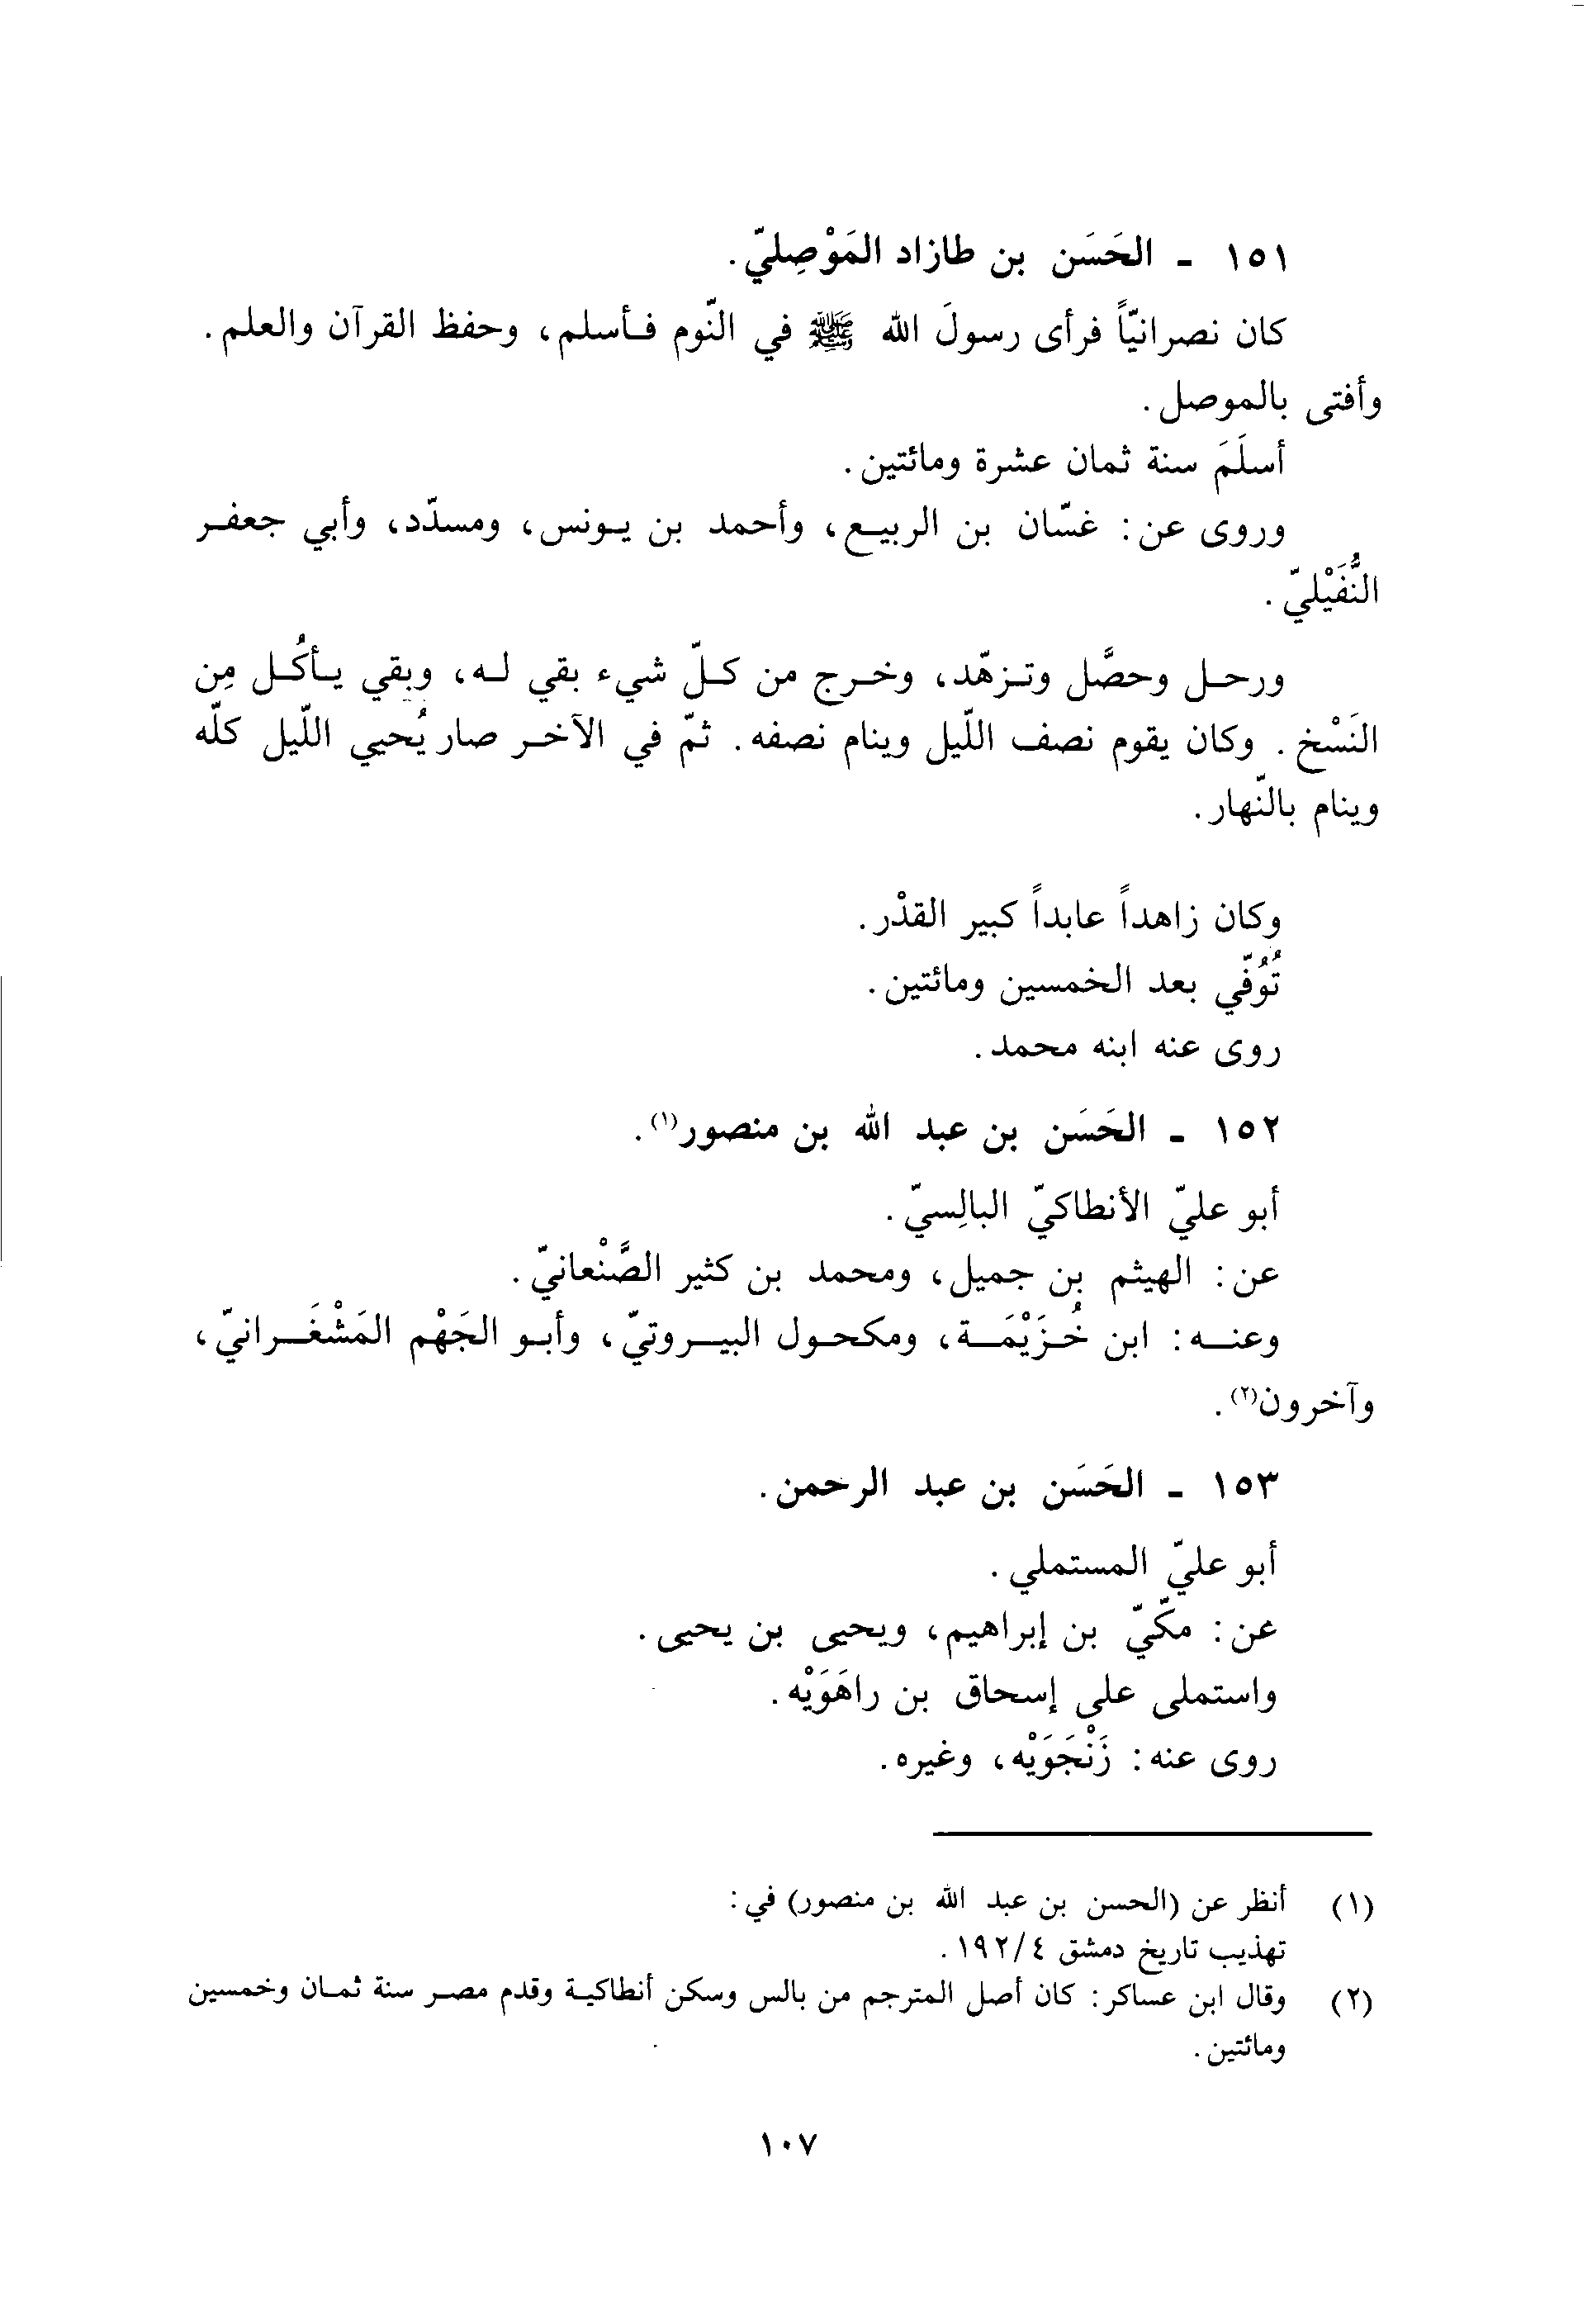 ١٥١ - الحَسَن بن طازاد المَوْصِليّ.
كان نصرانيّاً فرأى رسولَ الله ﷺ في النّوم فأسلم، وحفظ القرآن والعلم.
وأفتى بالموصل.
أسلَمَ سنة ثمان عشرة ومائتين.
وروى عن: غسّان بن الربيع، وأحمد بن يونس، ومسدّد، وأبي جعفر
النُّفَيْليّ.
ورحل وحصَّل وتزهّد، وخرج من كلّ شيء بقي له، وبقي يأكُل مِن
النَسْخ. وكان يقوم نصف اللّيل وينام نصفه. ثمّ في الآخر صار يُحيي اللّيل كلّه
وينام بالنّهار.
وكان زاهداً عابداً كبير القدْر.
تُوُفّي بعد الخمسين ومائتين.
روى عنه ابنه محمد.
١٥٢ - الحَسَن بن عبد الله بن منصور(١).
أبو عليّ الأنطاكيّ البالِسيّ.
عن: الهيثم بن جميل، ومحمد بن كثير الصَّنْعانيّ.
وعنه: ابن خُزَيْمَة، ومكحول البيروتيّ، وأبو الجَهْم المَشْغَرانيّ،
وآخرون(٢).
١٥٣ - الحَسَن بن عبد الرحمن.
أبو عليّ المستملي.
عن: مكّيّ بن إبراهيم، ويحيى بن يحيى.
واستملى على إسحاق بن راهَوَيْه.
روى عنه: زَنْجَوَيْه، وغيره.
(١) أنظر عن (الحسن بن عبد الله بن منصور) في:
تهذيب تاريخ دمشق ١٩٢/٤.
(٢) وقال ابن عساكر: كان أصل المترجم من بالس وسكن أنطاكية وقدم مصر سنة ثمان وخمسين
ومائتين.
١٠٧